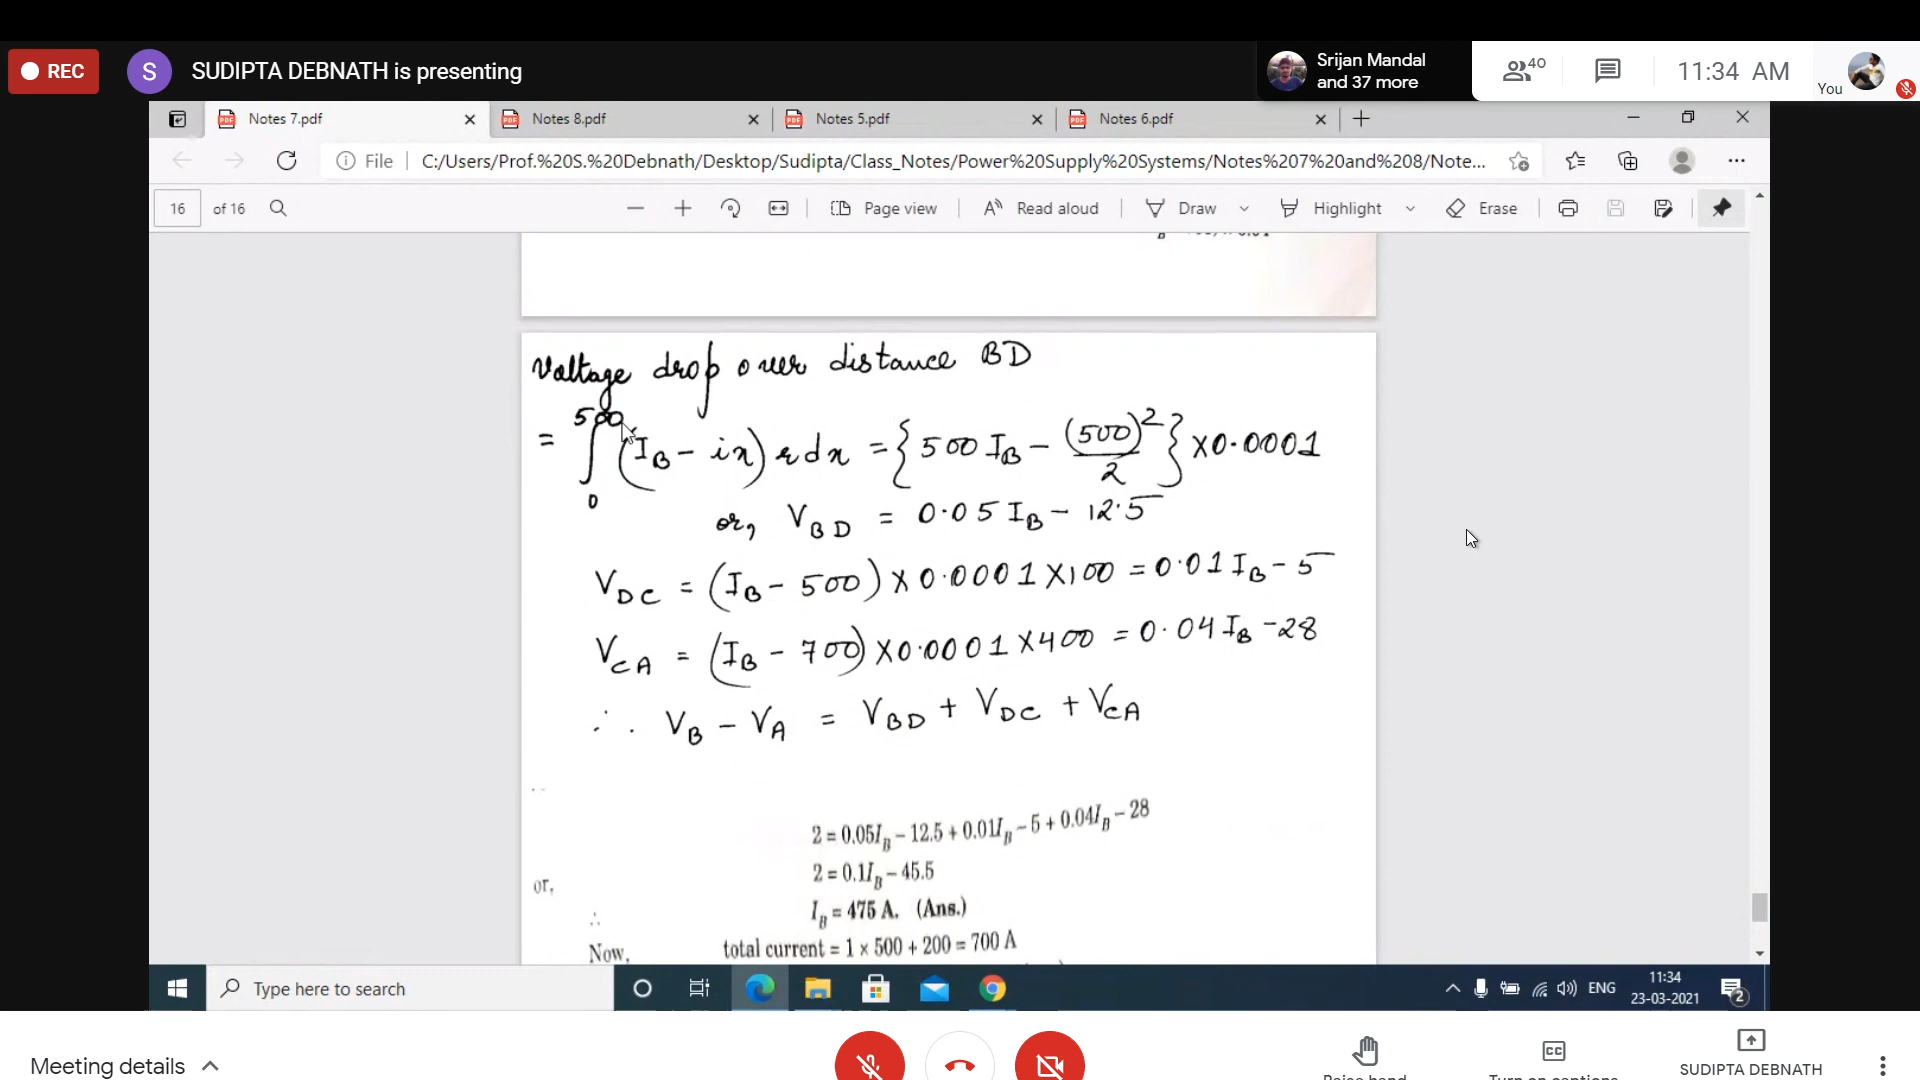 REC
S
SUDIPTA DEBNATH is presenting
Srijan Mandal
and 37 more
40
11:34 AM
You
Notes 7.pdf
Notes 8.pdf
Notes 5.pdf
Notes 6.pdf
File
C:/Users/Prof.%20S.%20Debnath/Desktop/Sudipta/Class_Notes/Power%20Supply%20Systems/Notes%207%20and%208/Note...
16 of 16
Page view
Read aloud
Draw
Highlight
Erase
Voltage drop over distance BD
= ∫₀⁵⁰⁰ (I_B - ix) r dx = {500 I_B - (500)²/2} × 0.0001
or, V_BD = 0.05 I_B - 12.5
V_DC = (I_B - 500) × 0.0001 × 100 = 0.01 I_B - 5
V_CA = (I_B - 700) × 0.0001 × 400 = 0.04 I_B - 28
∴ V_B - V_A = V_BD + V_DC + V_CA
2 = 0.05I_B - 12.5 + 0.01I_B - 5 + 0.04I_B - 28
or, 2 = 0.1I_B - 45.5
∴ I_B = 475 A. (Ans.)
Now, total current = 1 × 500 + 200 = 700 A
Type here to search
ENG
11:34
23-03-2021
2
Meeting details
Raise hand
Turn on captions
SUDIPTA DEBNATH